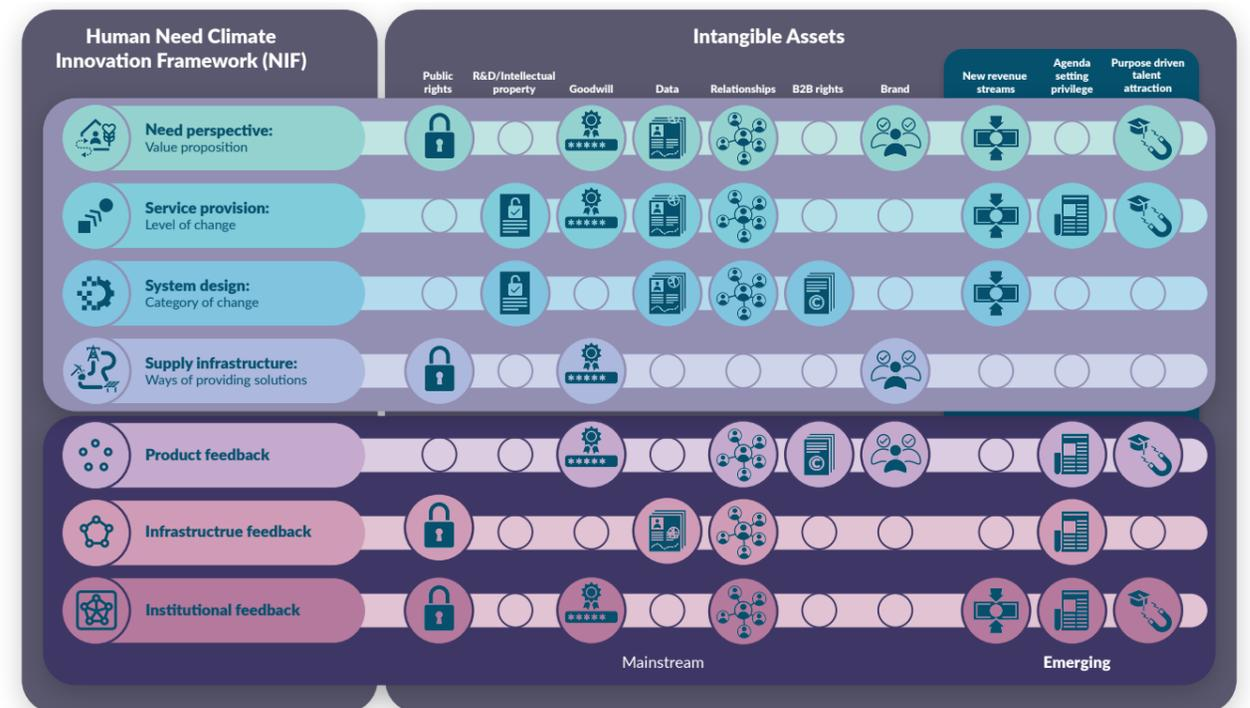 Human Need Climate
Innovation Framework (NIF)
Intangible Assets
Public
rights
R&D/Intellectual
property
Goodwill
Data
Relationships
B2B rights
Brand
New revenue
streams
Agenda
setting
privilege
Purpose driven
talent
attraction
Need perspective:
Value proposition
Service provision:
Level of change
System design:
Category of change
Supply infrastructure:
Ways of providing solutions
Product feedback
Infrastructrue feedback
Institutional feedback
Mainstream
Emerging